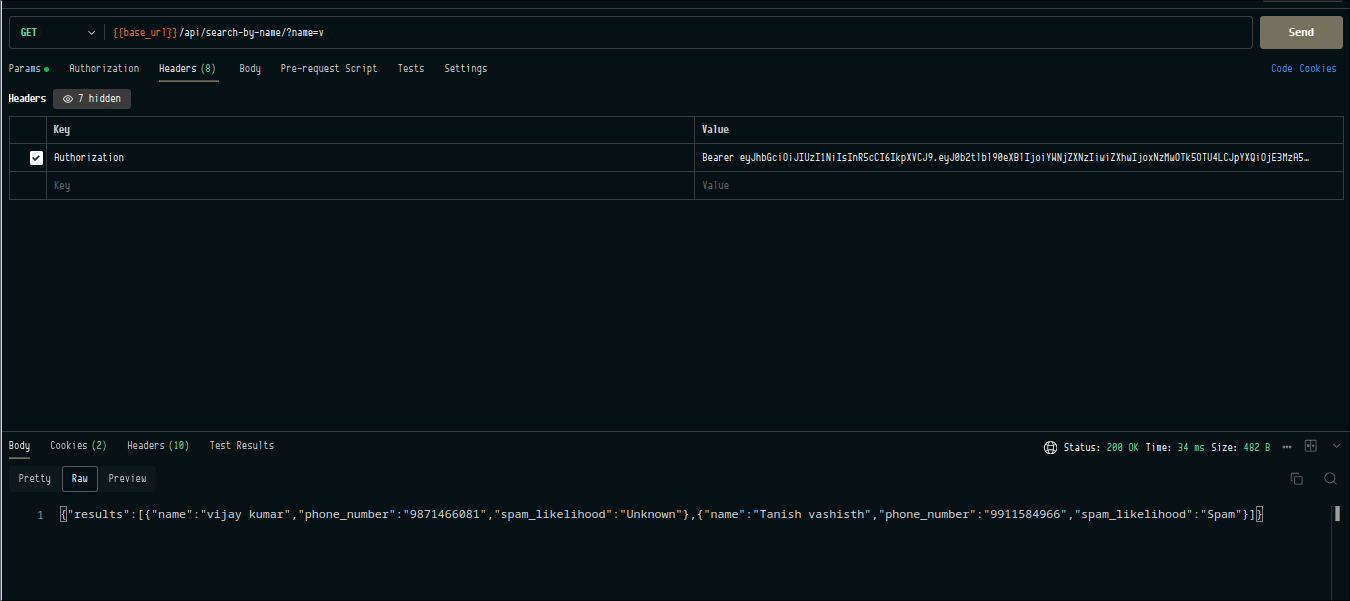 GET {{base_url}}/api/search-by-name/?name=v Send
Params Authorization Headers (8) Body Pre-request Script Tests Settings Code Cookies
Headers 7 hidden
Key Value
Authorization Bearer eyJhbGciOiJIUzI1NiIsInR5cCI6IkpXVCJ9.eyJ0b2tlbl90eXBlIjoiYWNjZXNzIiwiZXhwIjoxNzMwOTk5OTU4LCJpYXQiOjE3MzA5…
Key Value
Body Cookies (2) Headers (10) Test Results Status: 200 OK Time: 34 ms Size: 482 B
Pretty Raw Preview
1 {"results":[{"name":"vijay kumar","phone_number":"9871466081","spam_likelihood":"Unknown"},{"name":"Tanish vashisth","phone_number":"9911584966","spam_likelihood":"Spam"}]}